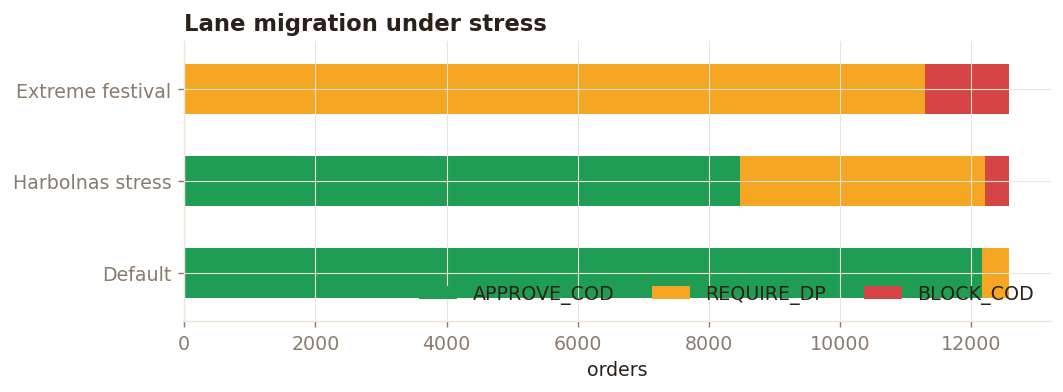 Lane migration under stress
Extreme festival
Harbolnas stress
Default
APPROVE_COD REQUIRE_DP BLOCK_COD
0 2000 4000 6000 8000 10000 12000
orders